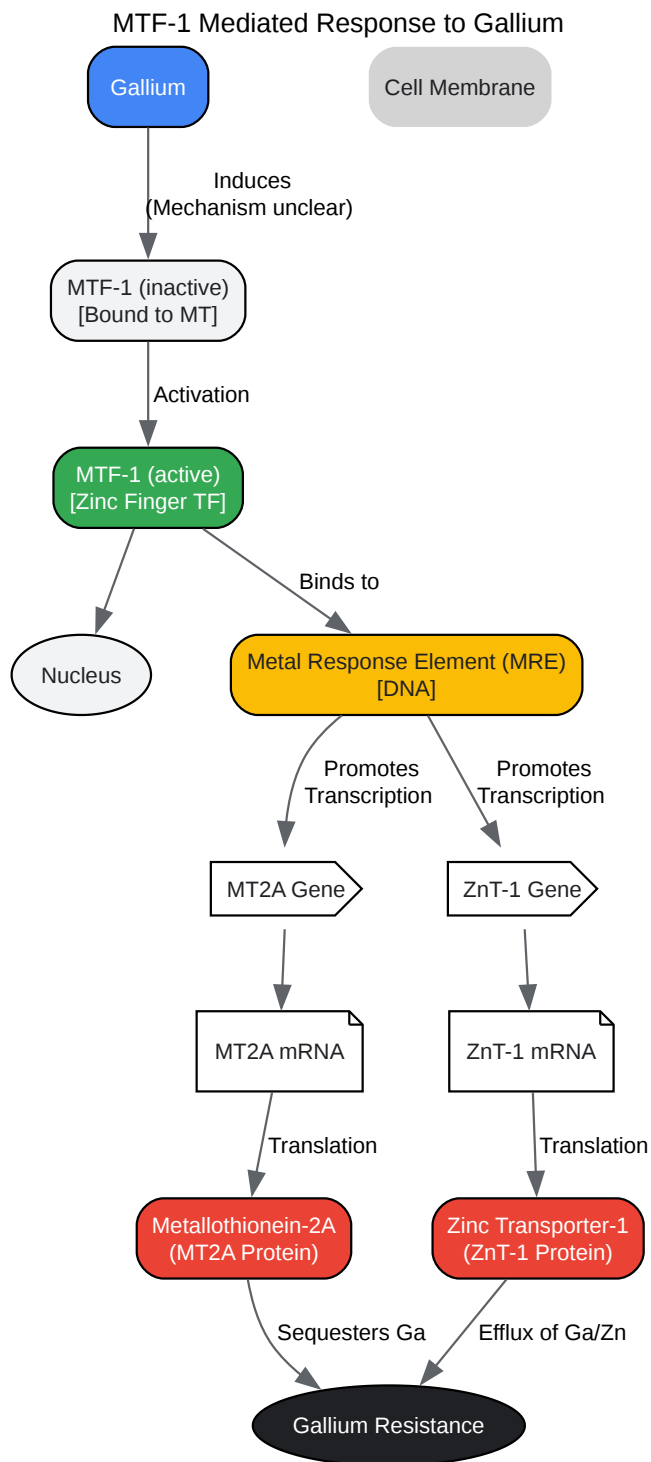 MTF-1 Mediated Response to Gallium
Gallium
Cell Membrane
Induces
(Mechanism unclear)
MTF-1 (inactive)
[Bound to MT]
Activation
MTF-1 (active)
[Zinc Finger TF]
Binds to
Nucleus
Metal Response Element (MRE)
[DNA]
Promotes
Transcription
Promotes
Transcription
MT2A Gene
ZnT-1 Gene
MT2A mRNA
ZnT-1 mRNA
Translation
Translation
Metallothionein-2A
(MT2A Protein)
Zinc Transporter-1
(ZnT-1 Protein)
Sequesters Ga
Efflux of Ga/Zn
Gallium Resistance